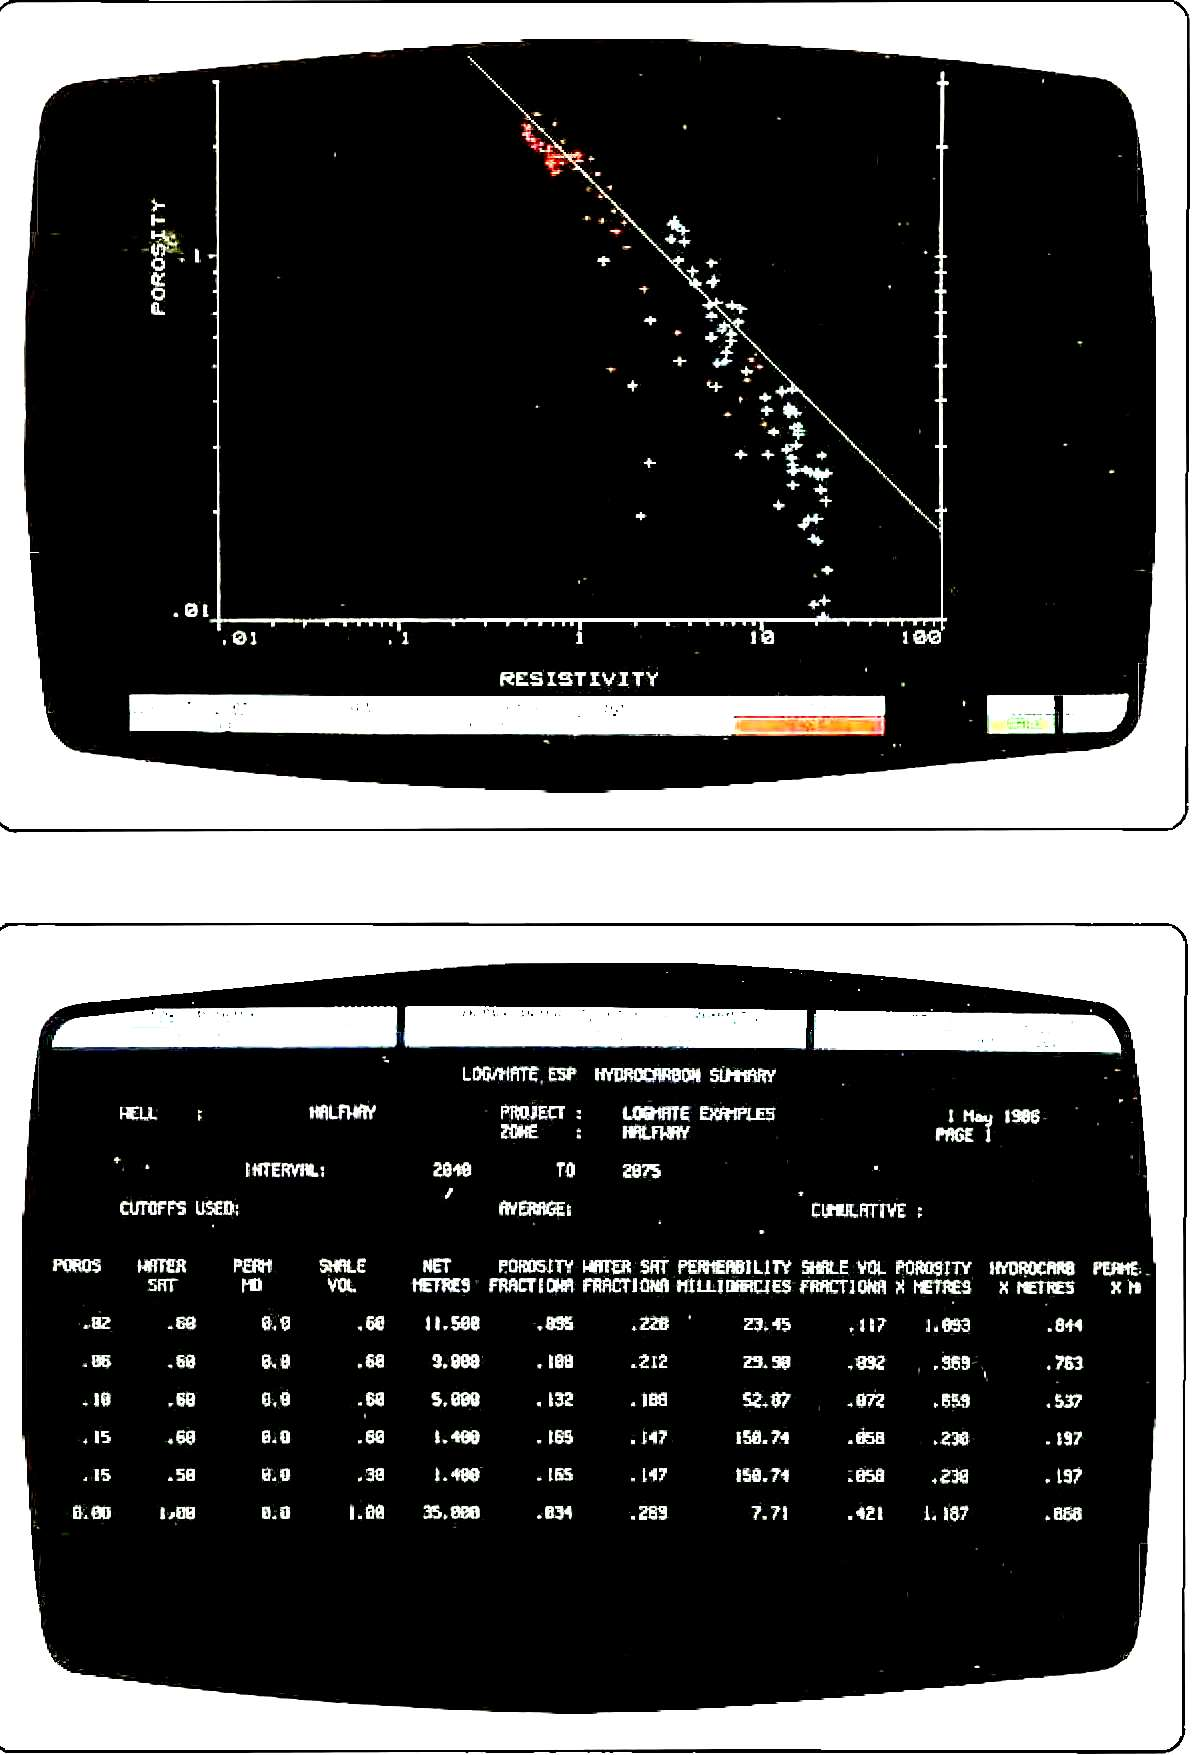 POROSITY
.1
.01
.01 .1 1 10 100
RESISTIVITY
LOG/MATE ESP HYDROCARBON SUMMARY
WELL : HALFWAY PROJECT : LOGMATE EXAMPLES 1 May 1986
ZONE : HALFWAY PAGE 1
INTERVAL: 2040 TO 2075
CUTOFFS USED: AVERAGE: CUMULATIVE :
POROS WATER PERM SHALE NET POROSITY WATER SAT PERMEABILITY SHALE VOL POROSITY HYDROCARB PERME
SAT MD VOL METRES FRACTIONA FRACTIONA MILLIDARCIES FRACTIONA X METRES X METRES X M
.02 .60 0.0 .60 11.500 .095 .220 23.45 .117 1.093 .844
.06 .60 0.0 .60 9.000 .108 .212 29.90 .092 .969 .763
.10 .60 0.0 .60 5.000 .132 .188 52.87 .072 .659 .537
.15 .60 0.0 .60 1.400 .165 .147 150.74 .058 .230 .197
.15 .50 0.0 .30 1.400 .165 .147 150.74 .058 .230 .197
0.00 1.00 0.0 1.00 35.000 .034 .269 7.71 .421 1.187 .868